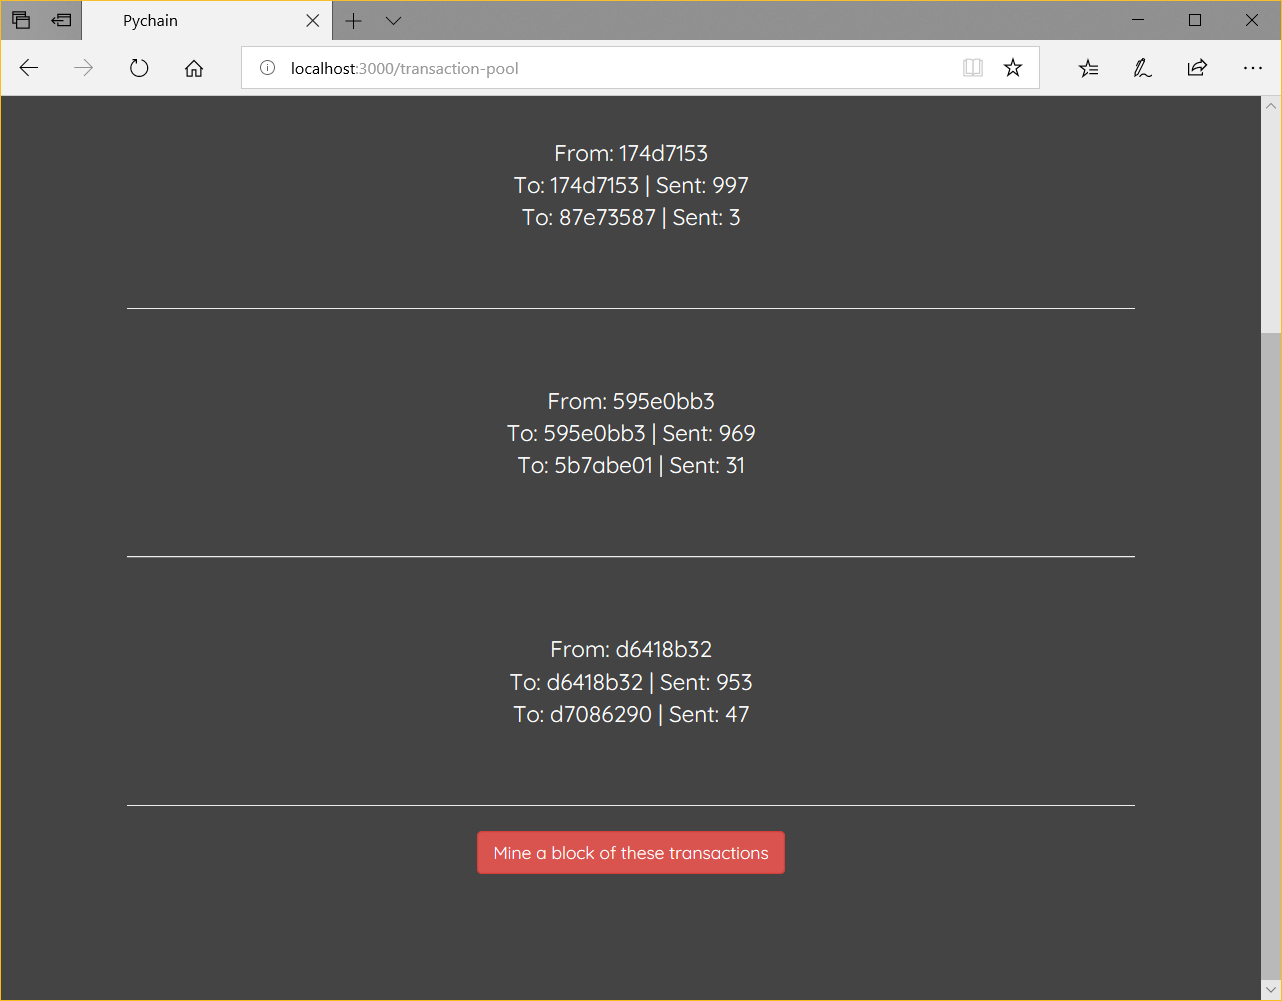 Pychain
localhost:3000/transaction-pool
From: 174d7153
To: 174d7153 | Sent: 997
To: 87e73587 | Sent: 3
From: 595e0bb3
To: 595e0bb3 | Sent: 969
To: 5b7abe01 | Sent: 31
From: d6418b32
To: d6418b32 | Sent: 953
To: d7086290 | Sent: 47
Mine a block of these transactions